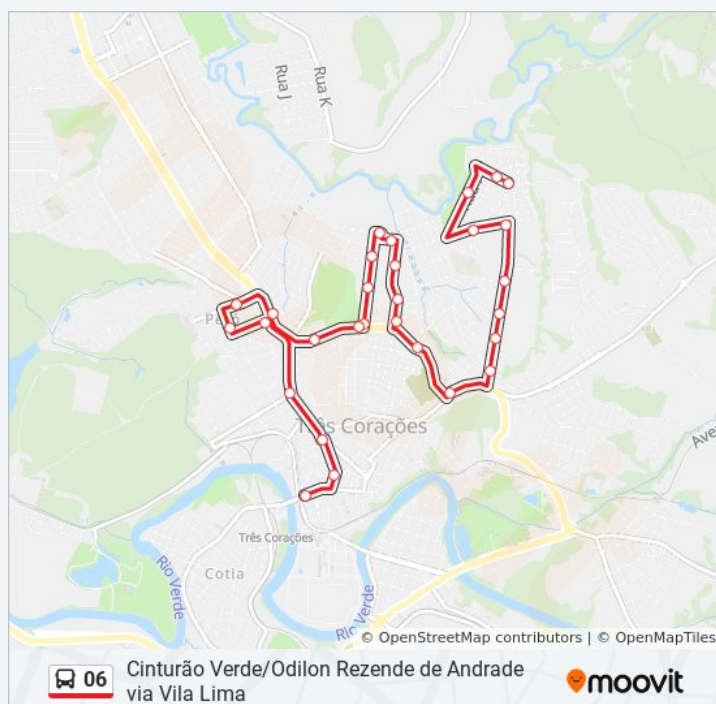 Rua J
Rua K
Três Corações
Ave
Três Corações
Cotia
Rio Verde
Rio Verde
© OpenStreetMap contributors | © OpenMapTiles
06
Cinturão Verde/Odilon Rezende de Andrade
via Vila Lima
moovit